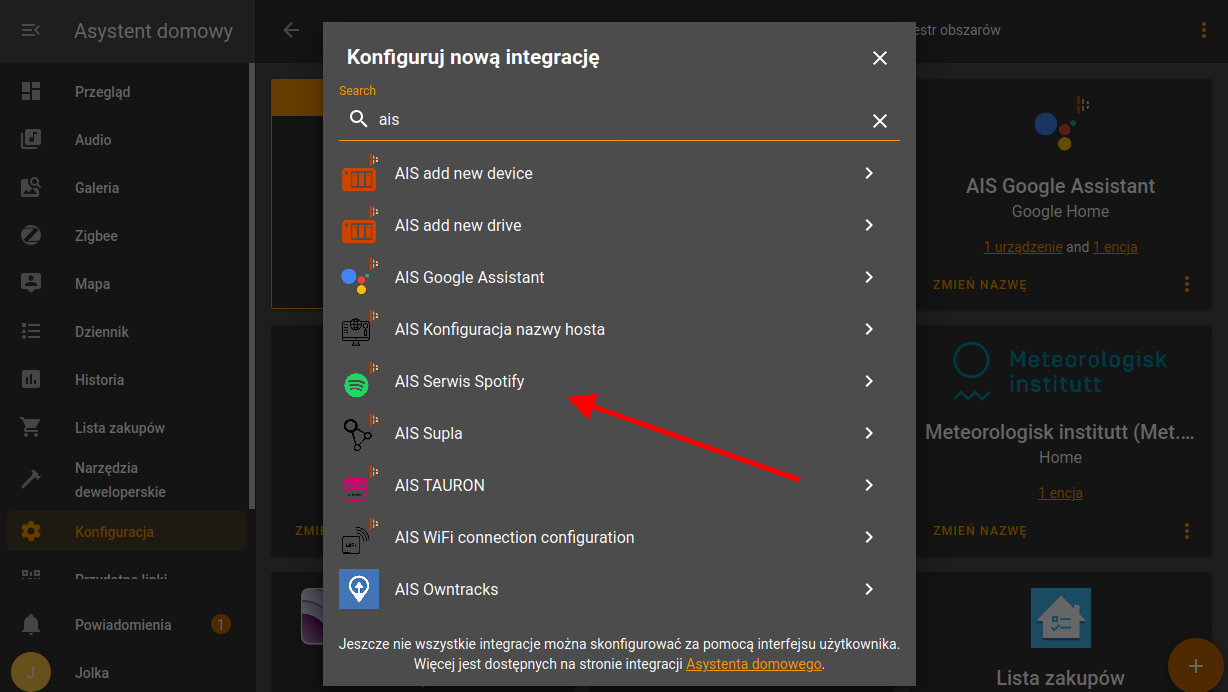 Asystent domowy
Przegląd
Audio
Galeria
Zigbee
Mapa
Dziennik
Historia
Lista zakupów
Narzędzia
deweloperskie
Konfiguracja
Przydatne linki
Powiadomienia
1
J
Jolka
estr obszarów
Konfiguruj nową integrację
Search
ais
AIS add new device
AIS add new drive
AIS Google Assistant
AIS Konfiguracja nazwy hosta
AIS Serwis Spotify
AIS Supla
AIS TAURON
AIS WiFi connection configuration
AIS Owntracks
Jeszcze nie wszystkie integracje można skonfigurować za pomocą interfejsu użytkownika.
Więcej jest dostępnych na stronie integracji Asystenta domowego.
ZMIE
AIS Google Assistant
Google Home
1 urządzenie and 1 encja
ZMIEŃ NAZWĘ
Meteorologisk
institutt
Meteorologisk institutt (Met.…
Home
1 encja
ZMIEŃ NAZWĘ
Lista zakupów